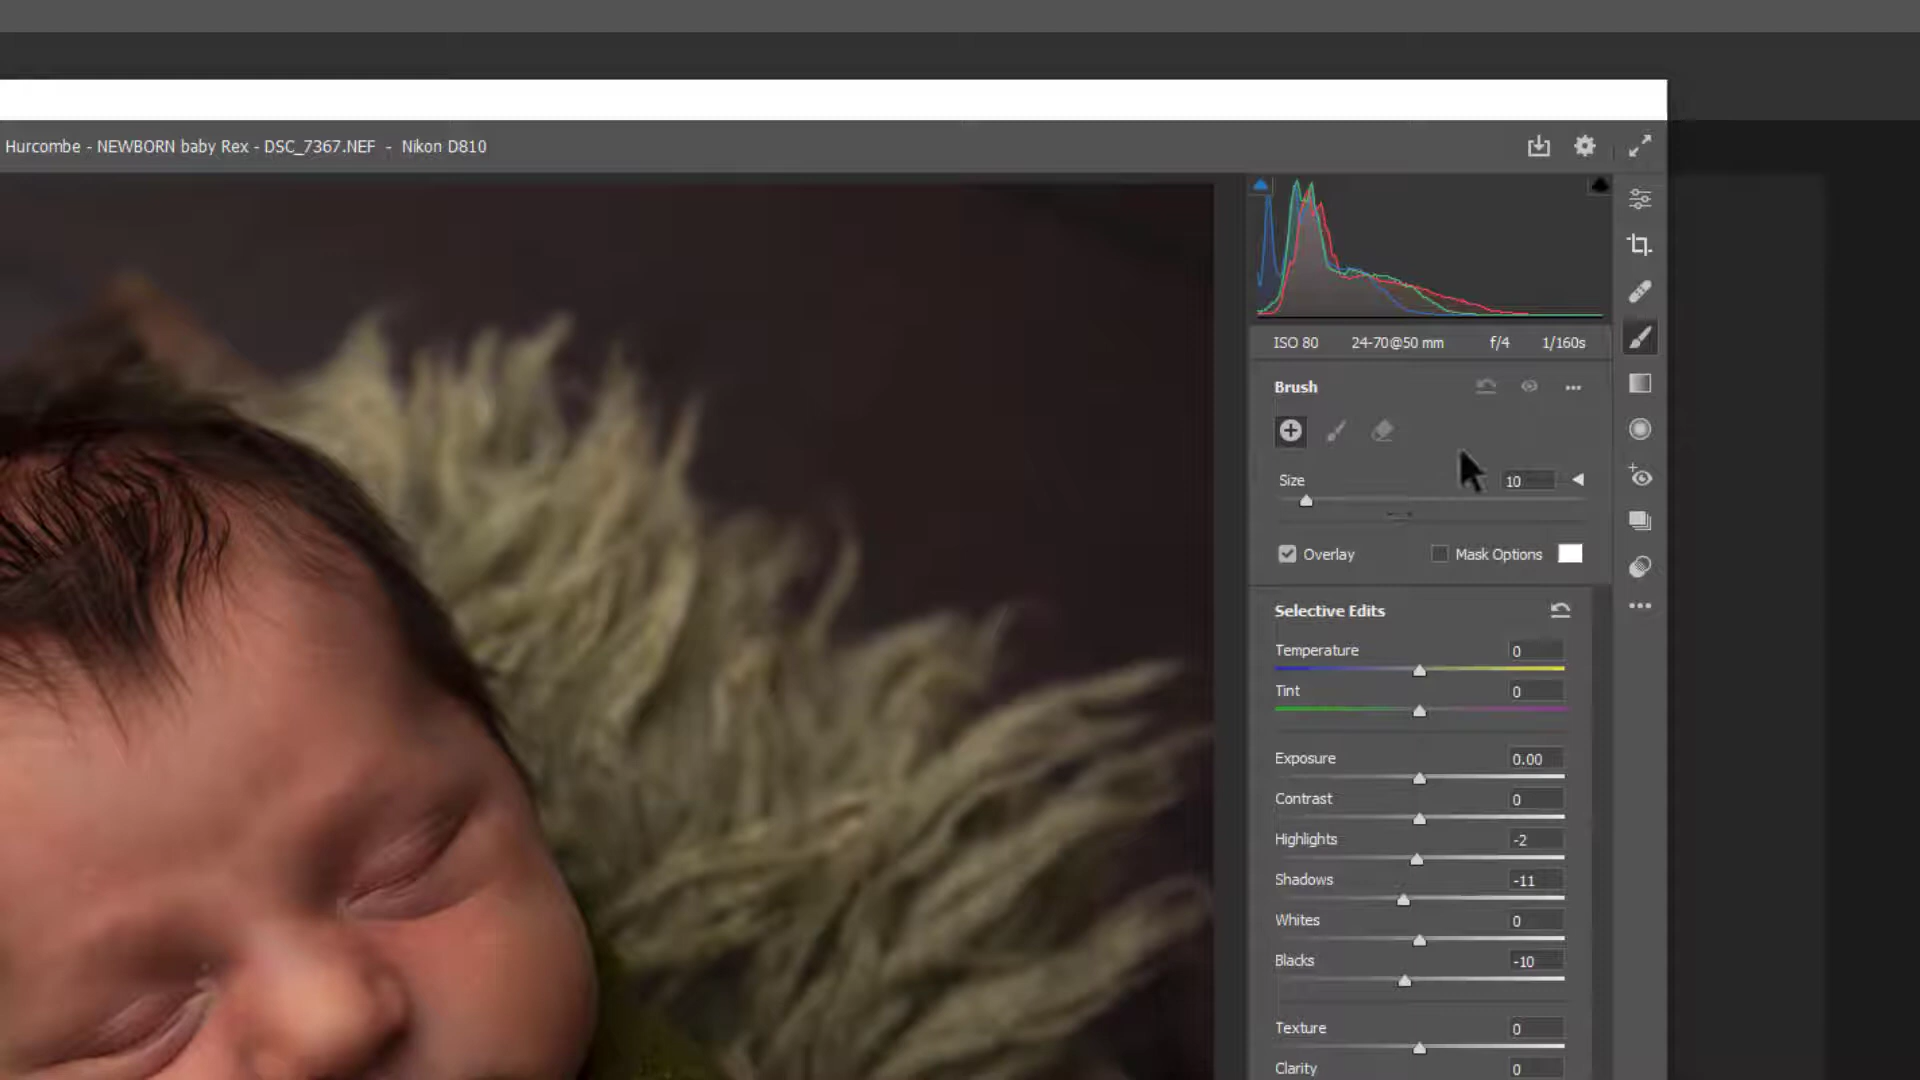 Hurcombe - NEWBORN baby Rex - DSC_7367.NEF - Nikon D810
ISO 80 24-70@50 mm f/4 1/160s
Brush
Size 10
Overlay Mask Options
Selective Edits
Temperature 0
Tint 0
Exposure 0.00
Contrast 0
Highlights -2
Shadows -11
Whites 0
Blacks -10
Texture 0
Clarity 0